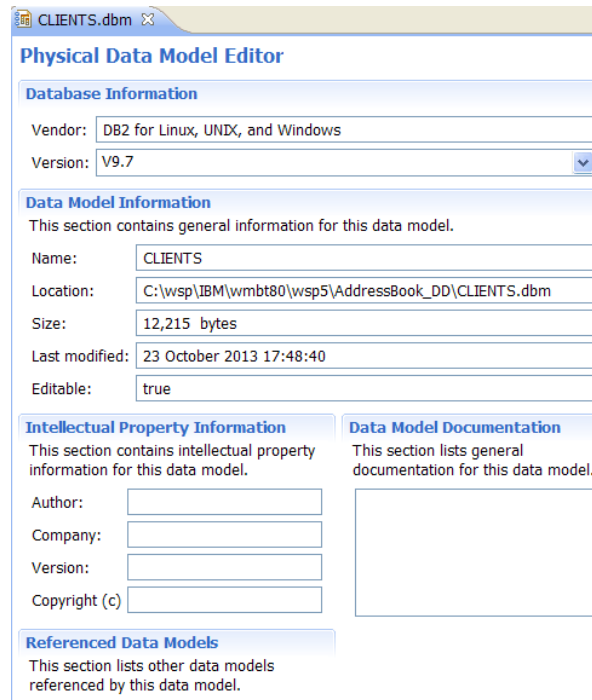 CLIENTS.dbm
Physical Data Model Editor
Database Information
Vendor: DB2 for Linux, UNIX, and Windows
Version: V9.7
Data Model Information
This section contains general information for this data model.
Name: CLIENTS
Location: C:\wsp\IBM\wmbt80\wsp5\AddressBook_DD\CLIENTS.dbm
Size: 12,215 bytes
Last modified: 23 October 2013 17:48:40
Editable: true
Intellectual Property Information
This section contains intellectual property
information for this data model.
Author:
Company:
Version:
Copyright (c)
Data Model Documentation
This section lists general
documentation for this data model.
Referenced Data Models
This section lists other data models
referenced by this data model.